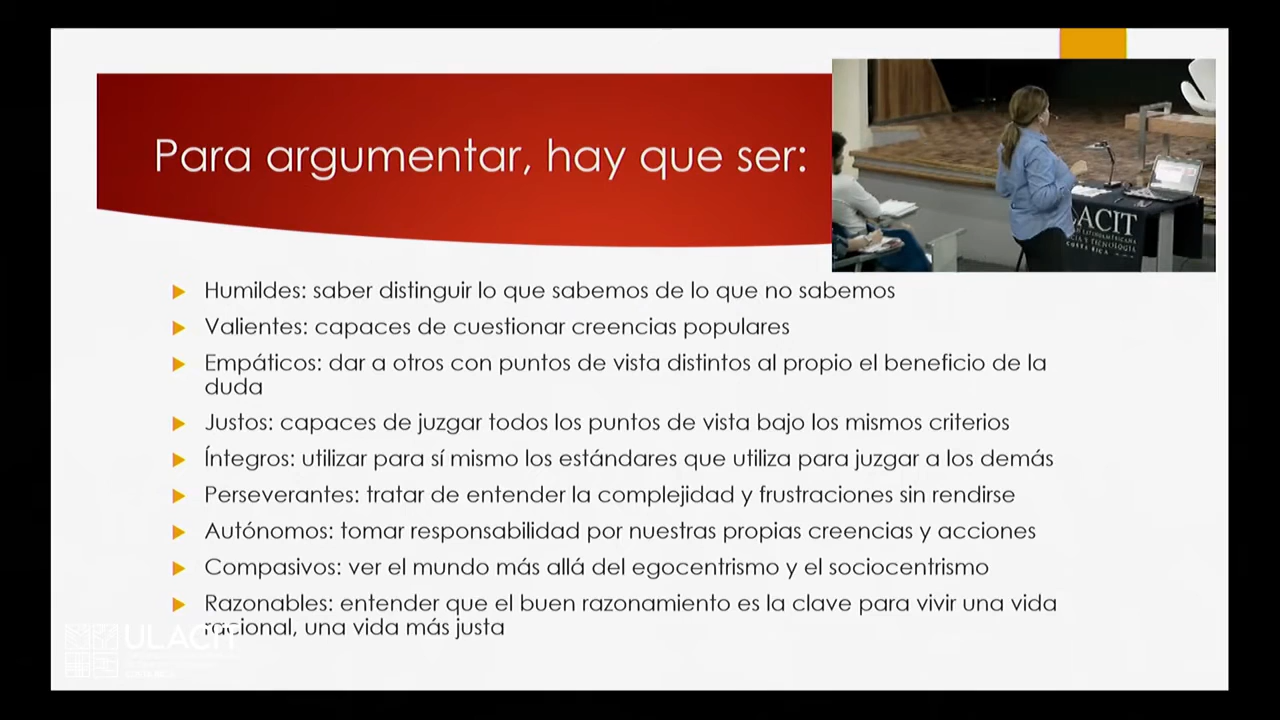 Para argumentar, hay que ser:
Humildes: saber distinguir lo que sabemos de lo que no sabemos
Valientes: capaces de cuestionar creencias populares
Empáticos: dar a otros con puntos de vista distintos al propio el beneficio de la
duda
Justos: capaces de juzgar todos los puntos de vista bajo los mismos criterios
Íntegros: utilizar para sí mismo los estándares que utiliza para juzgar a los demás
Perseverantes: tratar de entender la complejidad y frustraciones sin rendirse
Autónomos: tomar responsabilidad por nuestras propias creencias y acciones
Compasivos: ver el mundo más allá del egocentrismo y el sociocentrismo
Razonables: entender que el buen razonamiento es la clave para vivir una vida
racional, una vida más justa
ULACIT
COSTA RICA
LACIT
COSTA RICA